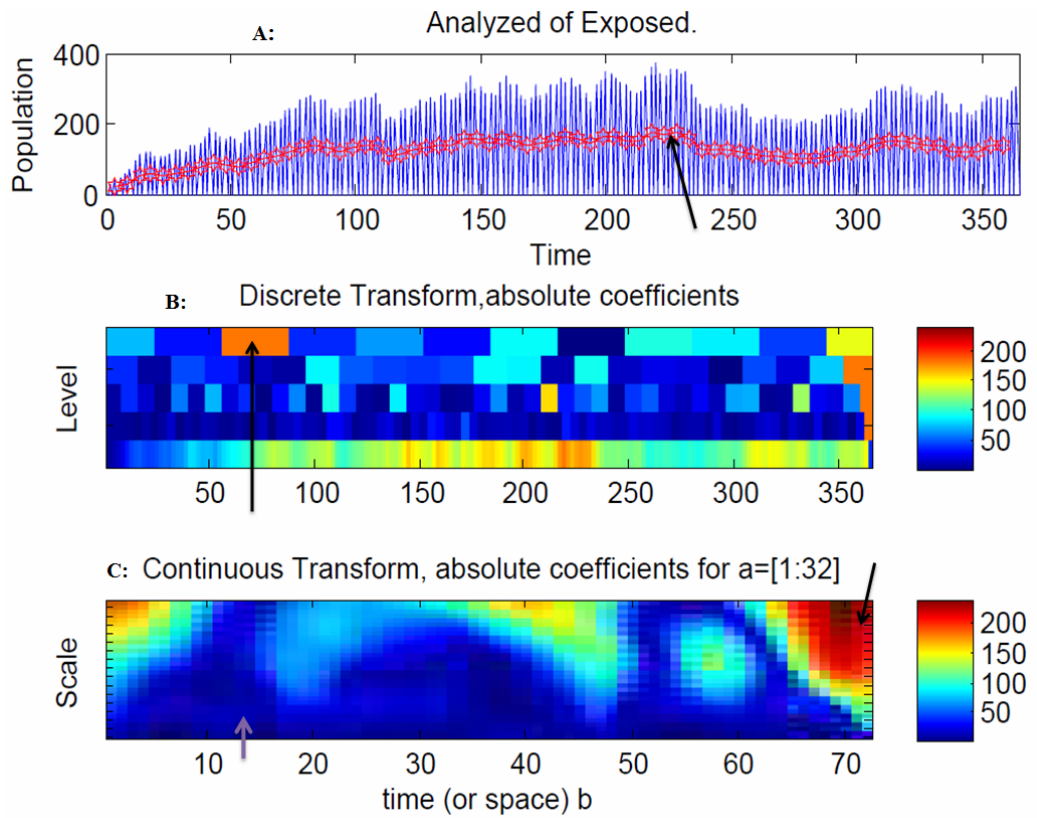 A: Analyzed of Exposed.
Population
400
200
0
0 50 100 150 200 250 300 350
Time
B: Discrete Transform,absolute coefficients
Level
50 100 150 200 250 300 350
200
150
100
50
C: Continuous Transform, absolute coefficients for a=[1:32]
Scale
10 20 30 40 50 60 70
time (or space) b
200
150
100
50